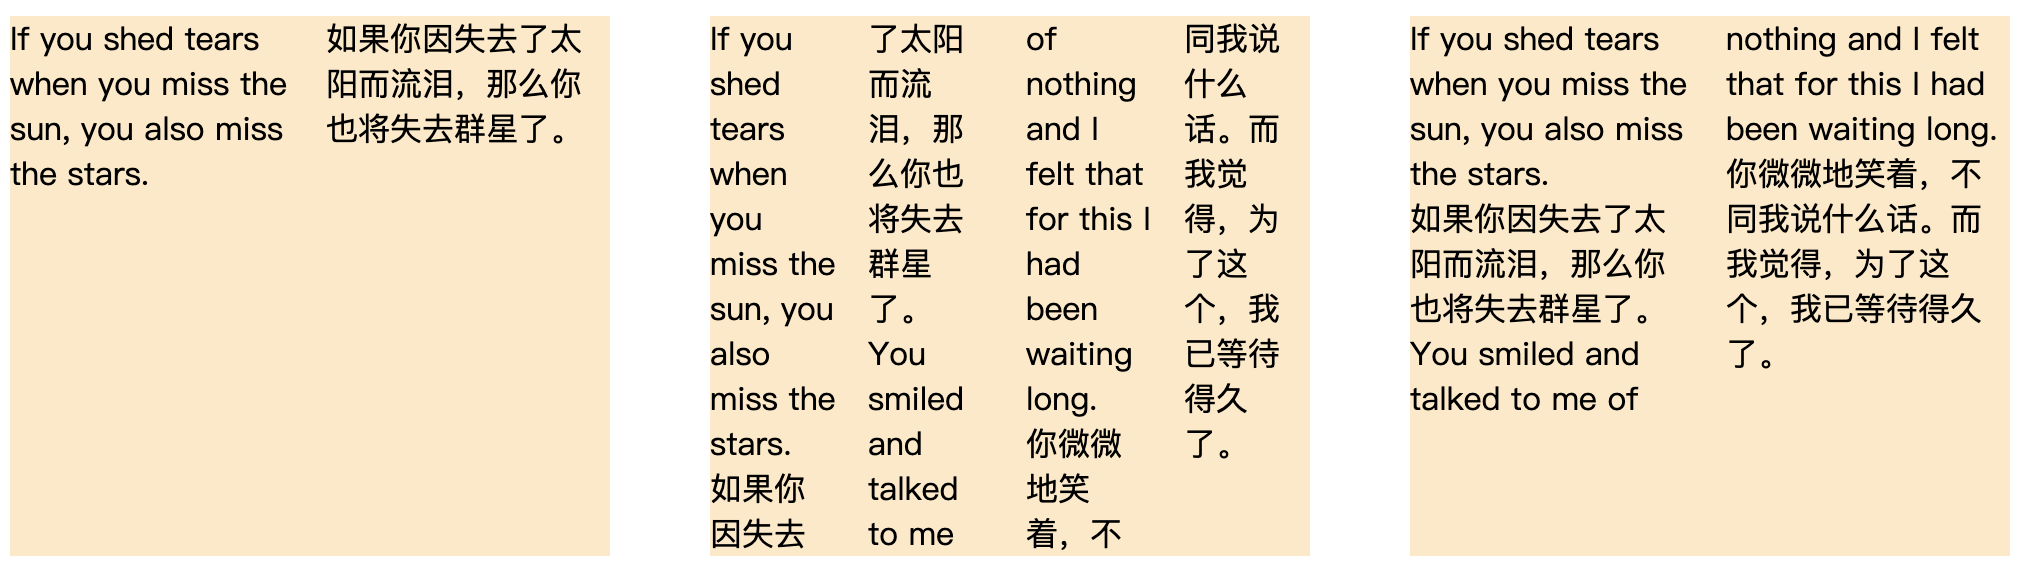 If you shed tears
when you miss the
sun, you also miss
the stars.
如果你因失去了太
阳而流泪，那么你
也将失去群星了。
If you
shed
tears
when
you
miss the
sun, you
also
miss the
stars.
如果你
因失去
了太阳
而流
泪，那
么你也
将失去
群星
了。
You
smiled
and
talked
to me
of
nothing
and I
felt that
for this I
had
been
waiting
long.
你微微
地笑
着，不
同我说
什么
话。而
我觉
得，为
了这
个，我
已等待
得久
了。
If you shed tears
when you miss the
sun, you also miss
the stars.
如果你因失去了太
阳而流泪，那么你
也将失去群星了。
You smiled and
talked to me of
nothing and I felt
that for this I had
been waiting long.
你微微地笑着，不
同我说什么话。而
我觉得，为了这
个，我已等待得久
了。